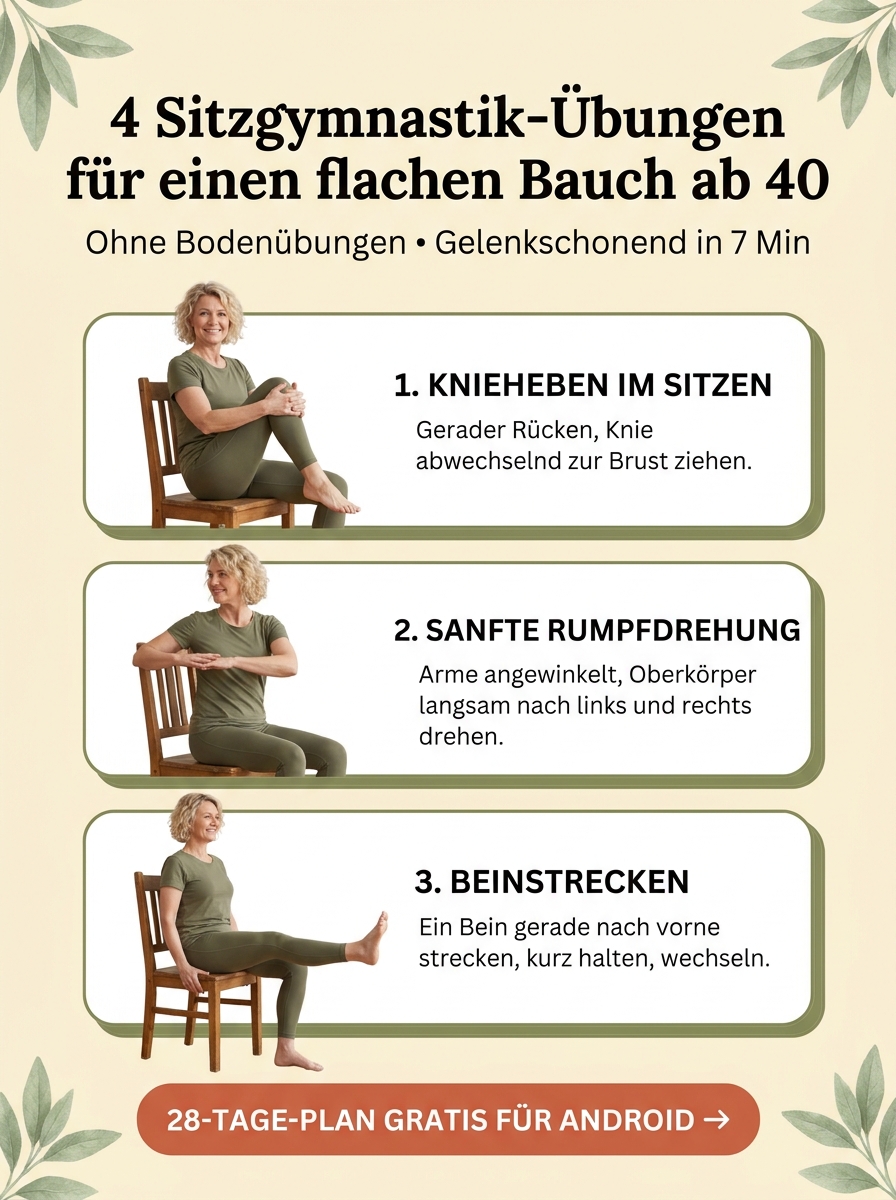 4 Sitzgymnastik-Übungen
für einen flachen Bauch ab 40
Ohne Bodenübungen • Gelenkschonend in 7 Min
1. KNIEHEBEN IM SITZEN
Gerader Rücken, Knie
abwechselnd zur Brust ziehen.
2. SANFTE RUMPFDREHUNG
Arme angewinkelt, Oberkörper
langsam nach links und rechts
drehen.
3. BEINSTRECKEN
Ein Bein gerade nach vorne
strecken, kurz halten, wechseln.
28-TAGE-PLAN GRATIS FÜR ANDROID →